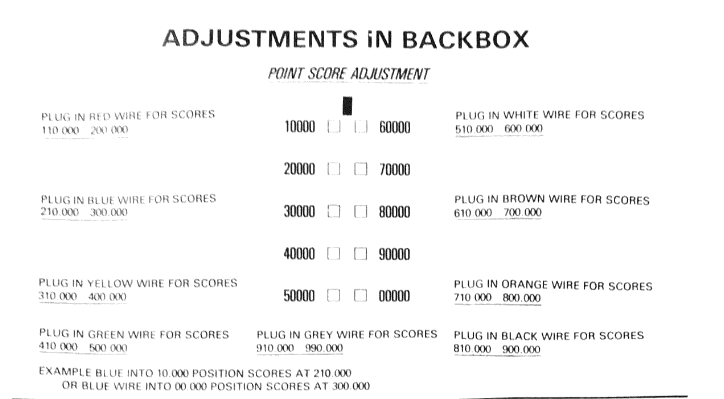 ADJUSTMENTS iN BACKBOX
POINT SCORE ADJUSTMENT
PLUG IN RED WIRE FOR SCORES
110.000 200.000
10000 60000
PLUG IN WHITE WIRE FOR SCORES
510.000 600.000
20000 70000
PLUG IN BLUE WIRE FOR SCORES
210.000 300.000
30000 80000
PLUG IN BROWN WIRE FOR SCORES
610.000 700.000
40000 90000
PLUG IN YELLOW WIRE FOR SCORES
310.000 400.000
50000 00000
PLUG IN ORANGE WIRE FOR SCORES
710.000 800.000
PLUG IN GREEN WIRE FOR SCORES
410.000 500.000
PLUG IN GREY WIRE FOR SCORES
910.000 990.000
PLUG IN BLACK WIRE FOR SCORES
810.000 900.000
EXAMPLE BLUE INTO 10.000 POSITION SCORES AT 210.000
OR BLUE WIRE INTO 00.000 POSITION SCORES AT 300.000